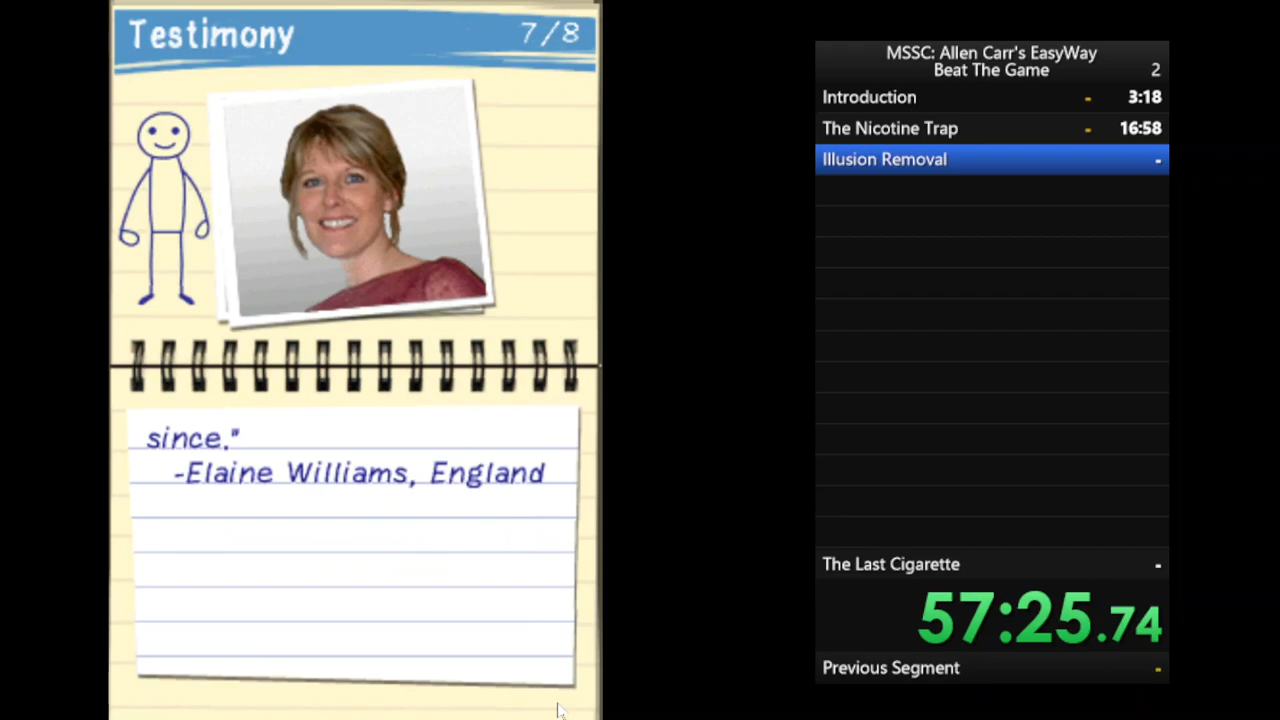 Testimony 7/8
since."
-Elaine Williams, England
MSSC: Allen Carr's EasyWay
Beat The Game 2
Introduction - 3:18
The Nicotine Trap - 16:58
Illusion Removal -
The Last Cigarette -
57:25.74
Previous Segment -